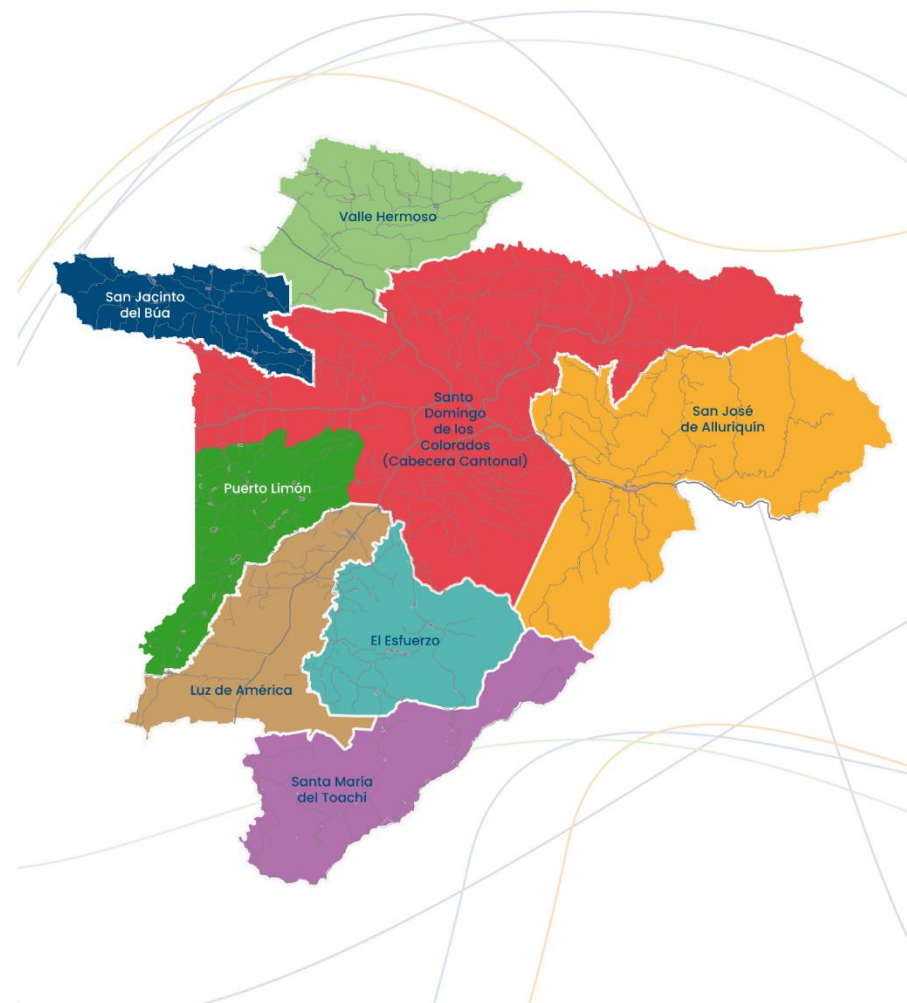 Valle Hermoso
San Jacinto
del Búa
Santo
Domingo
de los
Colorados
(Cabecera Cantonal)
San José
de Alluriquín
Puerto Limón
El Esfuerzo
Luz de América
Santa María
del Toachí